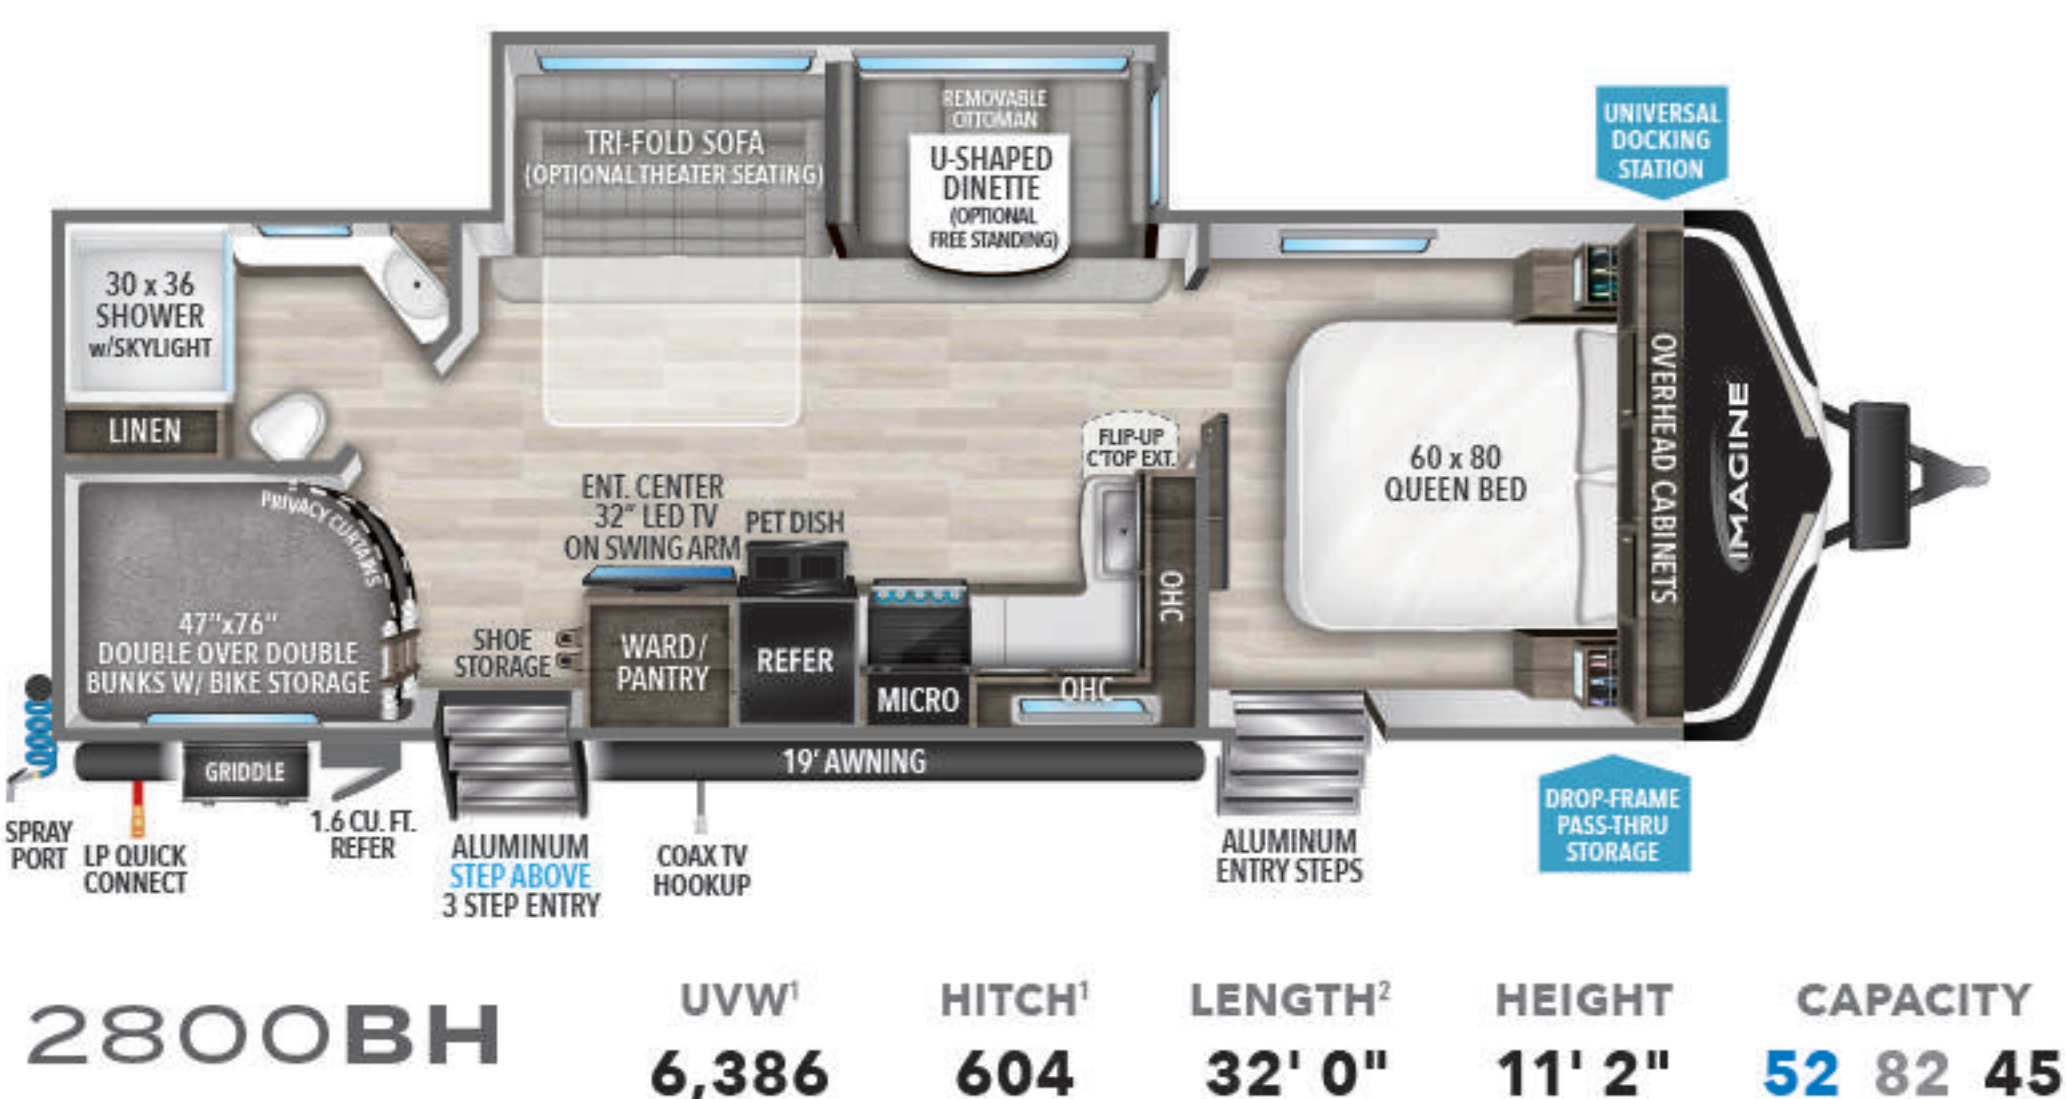 REMOVABLE
OTTOMAN
TRI-FOLD SOFA
(OPTIONAL THEATER SEATING)
U-SHAPED
DINETTE
(OPTIONAL
FREE STANDING)
UNIVERSAL
DOCKING
STATION
30 x 36
SHOWER
w/SKYLIGHT
LINEN
PRIVACY CURTAINS
47"x76"
DOUBLE OVER DOUBLE
BUNKS W/ BIKE STORAGE
ENT. CENTER
32" LED TV
ON SWING ARM
PET DISH
FLIP-UP
C'TOP EXT.
60 x 80
QUEEN BED
OVERHEAD CABINETS
IMAGINE
SHOE
STORAGE
WARD/
PANTRY
REFER
MICRO
OHC
OHC
19' AWNING
GRIDDLE
SPRAY
PORT
LP QUICK
CONNECT
1.6 CU. FT.
REFER
ALUMINUM
STEP ABOVE
3 STEP ENTRY
COAX TV
HOOKUP
ALUMINUM
ENTRY STEPS
DROP-FRAME
PASS-THRU
STORAGE
2800BH
UVW¹ HITCH¹ LENGTH² HEIGHT CAPACITY
6,386 604 32' 0" 11' 2" 52 82 45